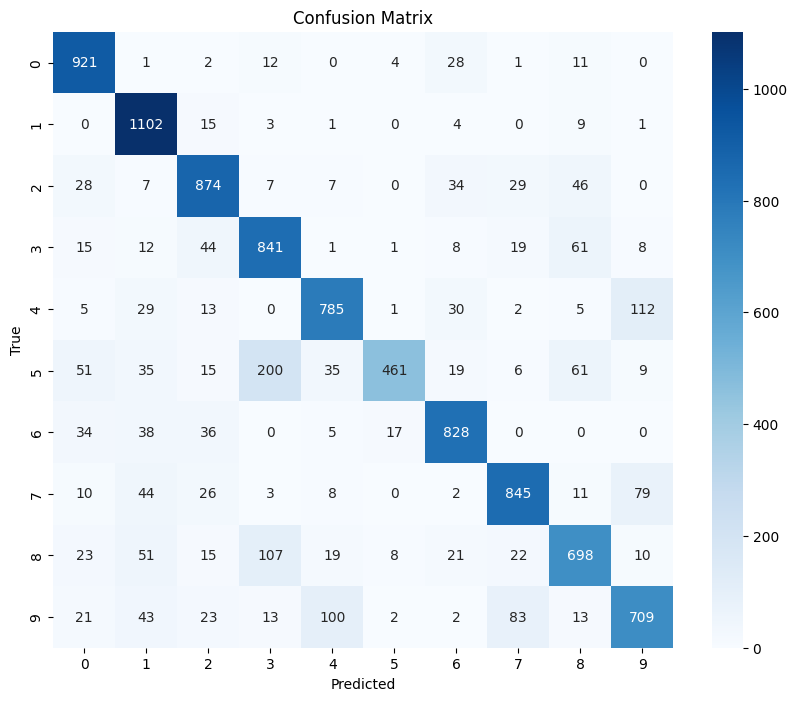 Confusion Matrix
0 921 1 2 12 0 4 28 1 11 0
1 0 1102 15 3 1 0 4 0 9 1
2 28 7 874 7 7 0 34 29 46 0
3 15 12 44 841 1 1 8 19 61 8
4 5 29 13 0 785 1 30 2 5 112
5 51 35 15 200 35 461 19 6 61 9
6 34 38 36 0 5 17 828 0 0 0
7 10 44 26 3 8 0 2 845 11 79
8 23 51 15 107 19 8 21 22 698 10
9 21 43 23 13 100 2 2 83 13 709
0 1 2 3 4 5 6 7 8 9
Predicted
True
1000
800
600
400
200
0